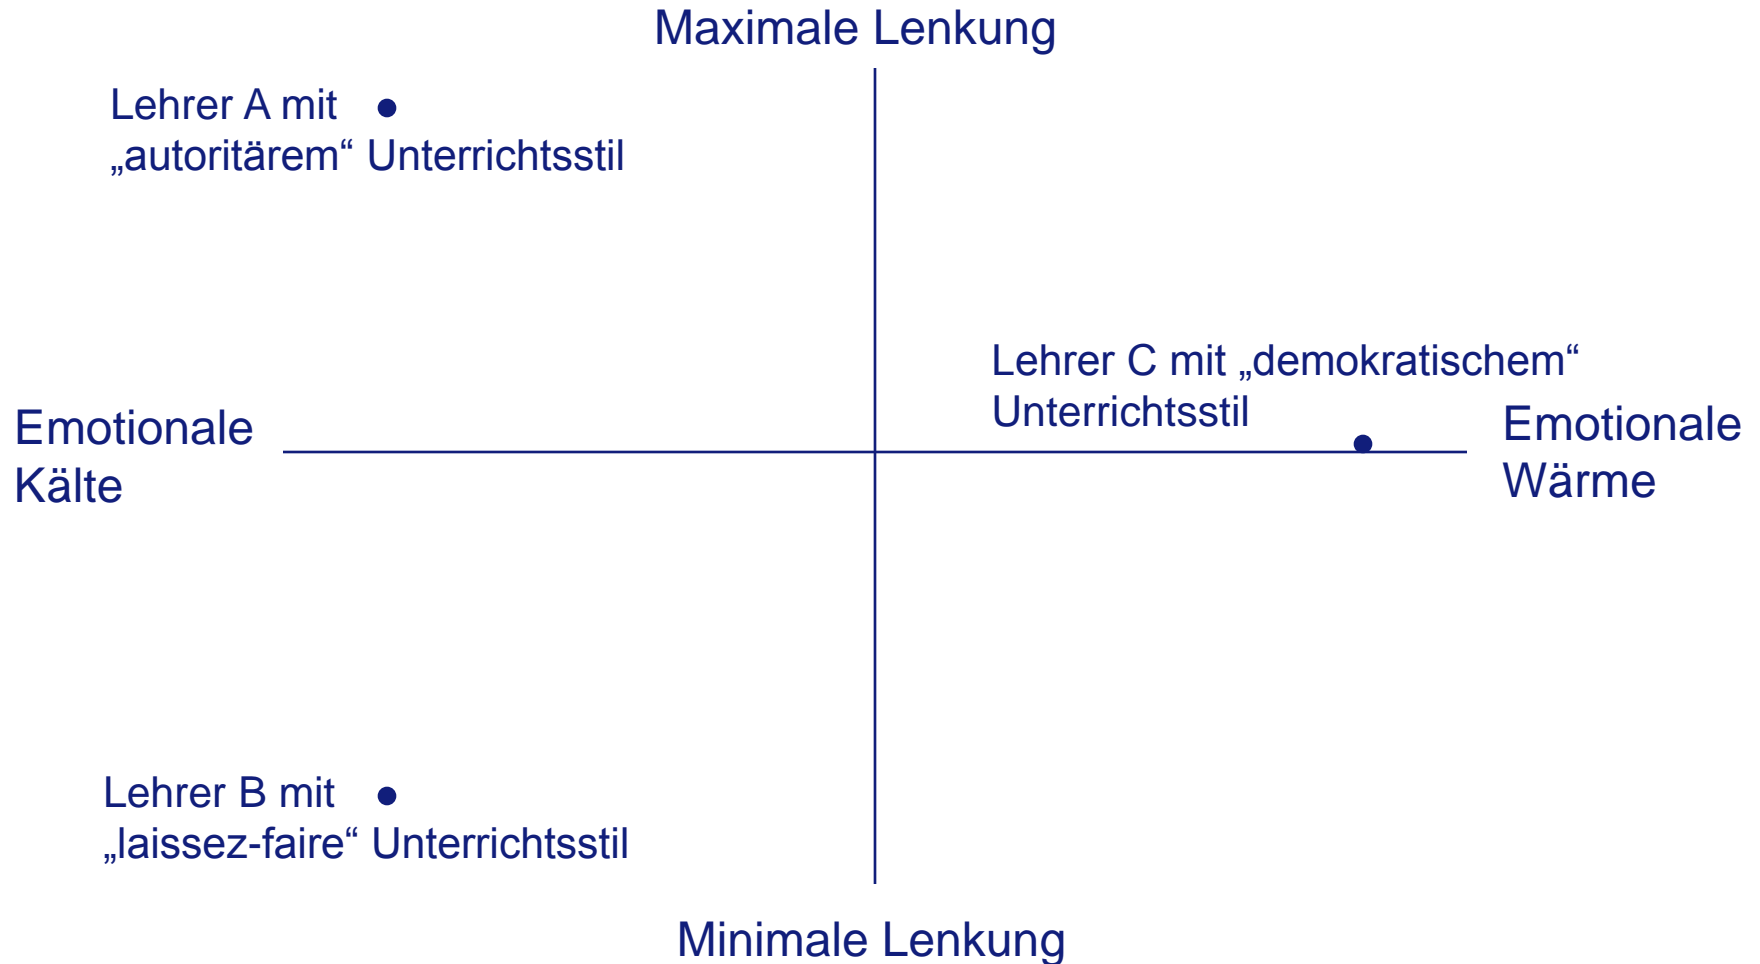 Maximale Lenkung
Lehrer A mit
„autoritärem“ Unterrichtsstil
Lehrer C mit „demokratischem“
Unterrichtsstil
Emotionale
Kälte
Emotionale
Wärme
Lehrer B mit
„laissez-faire“ Unterrichtsstil
Minimale Lenkung